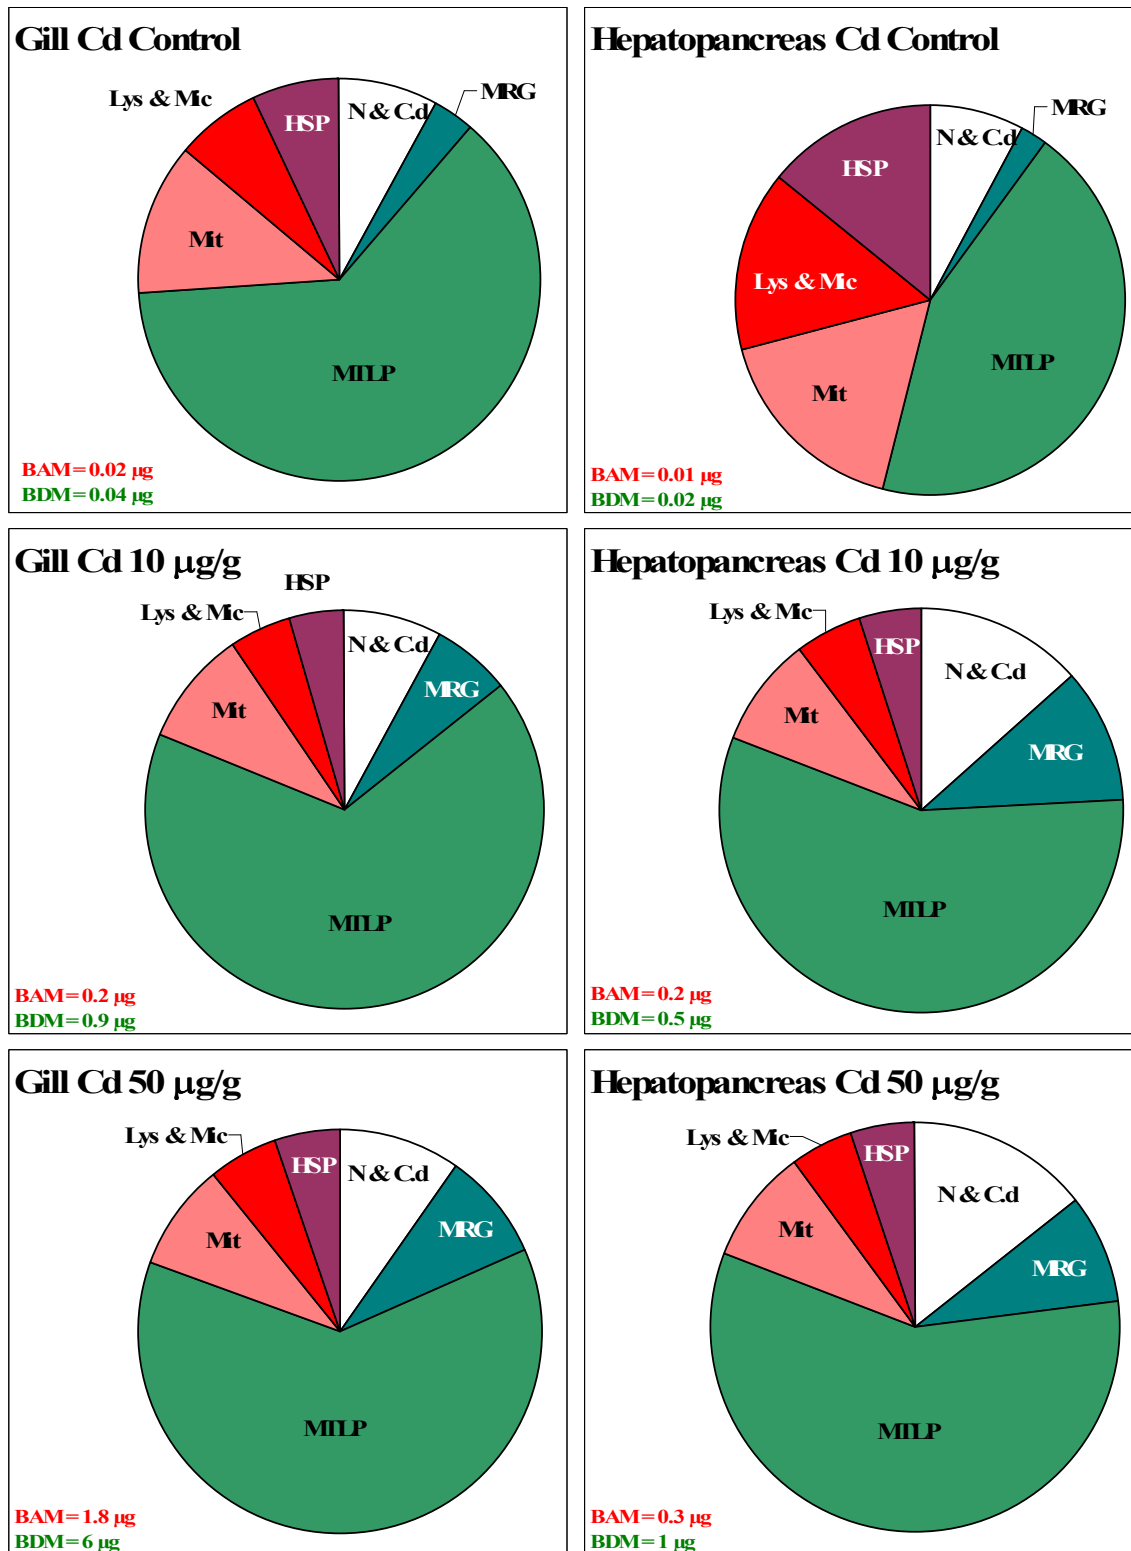 Gill Cd Control
Lys & Mic
HSP
N & C.d
MRG
Mit
MTLP
BAM = 0.02 µg
BDM = 0.04 µg
Hepatopancreas Cd Control
HSP
N & C.d
MRG
Lys & Mic
Mit
MTLP
BAM = 0.01 µg
BDM = 0.02 µg
Gill Cd 10 µg/g
HSP
Lys & Mic
N & C.d
MRG
Mit
MTLP
BAM = 0.2 µg
BDM = 0.9 µg
Hepatopancreas Cd 10 µg/g
Lys & Mic
HSP
N & C.d
Mit
MRG
MTLP
BAM = 0.2 µg
BDM = 0.5 µg
Gill Cd 50 µg/g
Lys & Mic
HSP
N & C.d
Mit
MRG
MTLP
BAM = 1.8 µg
BDM = 6 µg
Hepatopancreas Cd 50 µg/g
Lys & Mic
HSP
N & C.d
Mit
MRG
MTLP
BAM = 0.3 µg
BDM = 1 µg